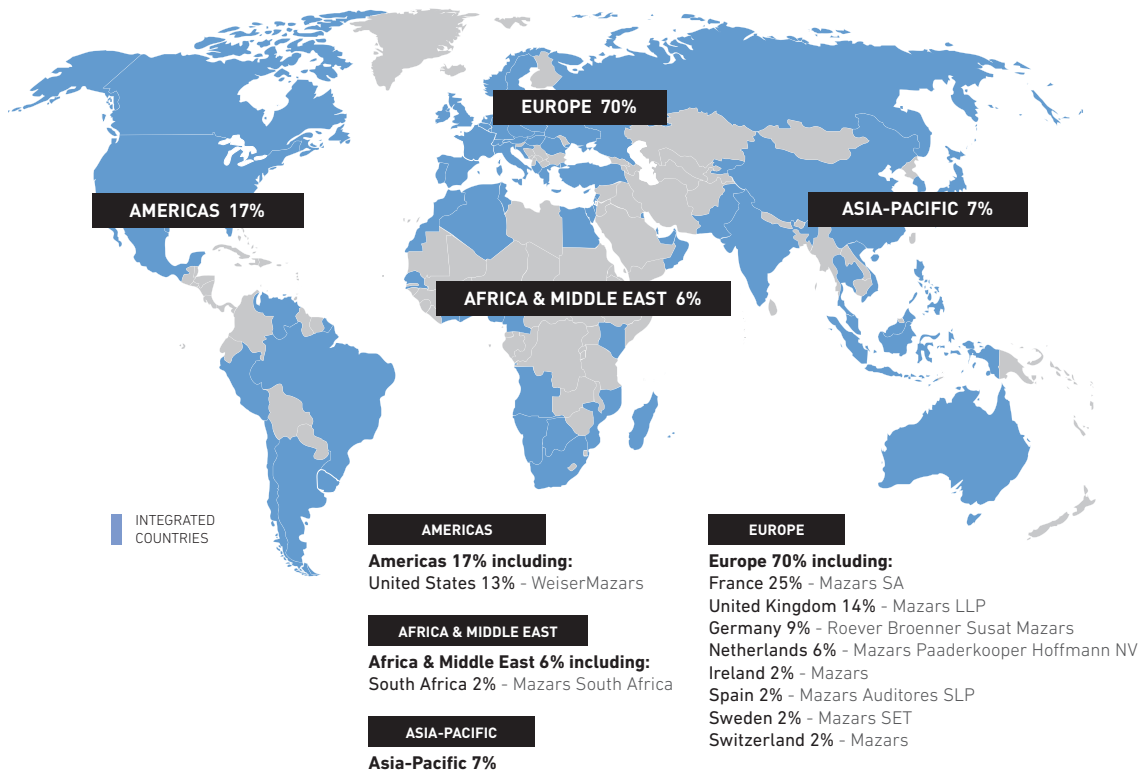 EUROPE 70%
AMERICAS 17%
ASIA-PACIFIC 7%
AFRICA & MIDDLE EAST 6%
INTEGRATED
COUNTRIES
AMERICAS
Americas 17% including:
United States 13% - WeiserMazars
AFRICA & MIDDLE EAST
Africa & Middle East 6% including:
South Africa 2% - Mazars South Africa
ASIA-PACIFIC
Asia-Pacific 7%
EUROPE
Europe 70% including:
France 25% - Mazars SA
United Kingdom 14% - Mazars LLP
Germany 9% - Roever Broenner Susat Mazars
Netherlands 6% - Mazars Paaderkooper Hoffmann NV
Ireland 2% - Mazars
Spain 2% - Mazars Auditores SLP
Sweden 2% - Mazars SET
Switzerland 2% - Mazars